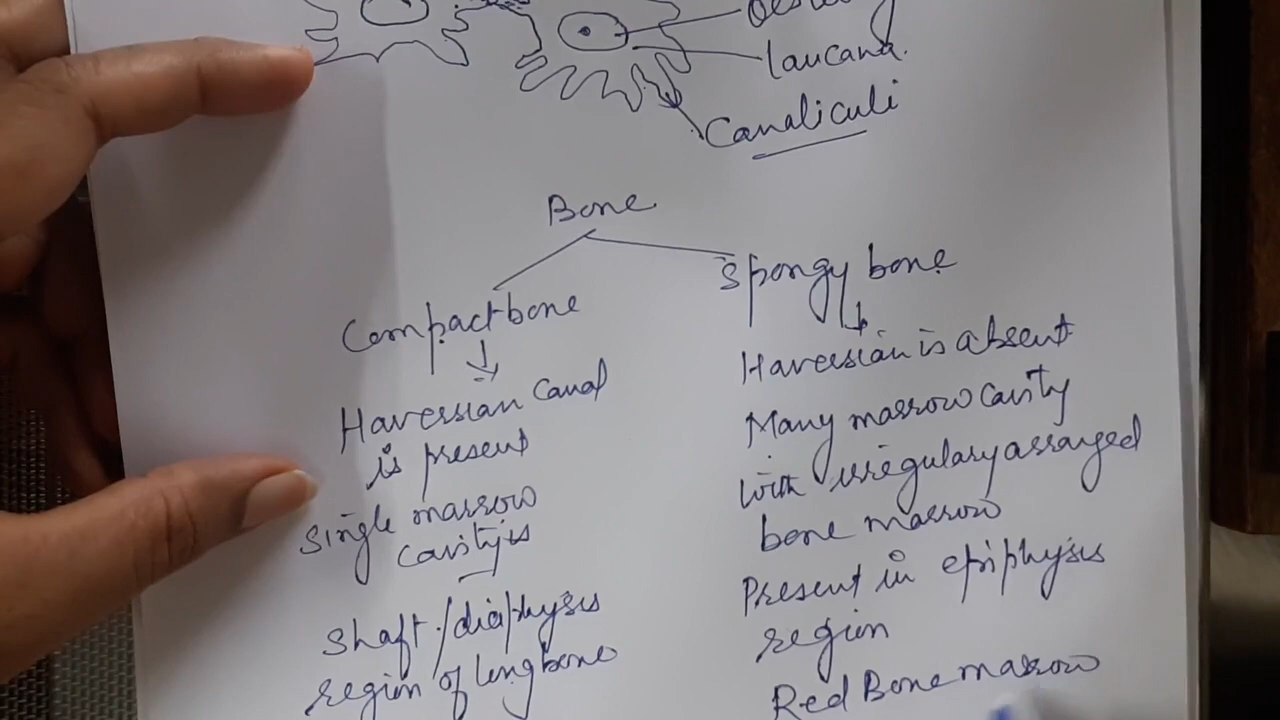 laucana.
Canaliculi
Bone
Compact bone
Haversian canal
is present
single marrow
cavity is
shaft/diaphysis
region of long bone
Spongy bone
Haversian is absent
Many marrow cavity
with irregulary arranged
bone marrow
Present in epiphysis
region
Red Bone marrow